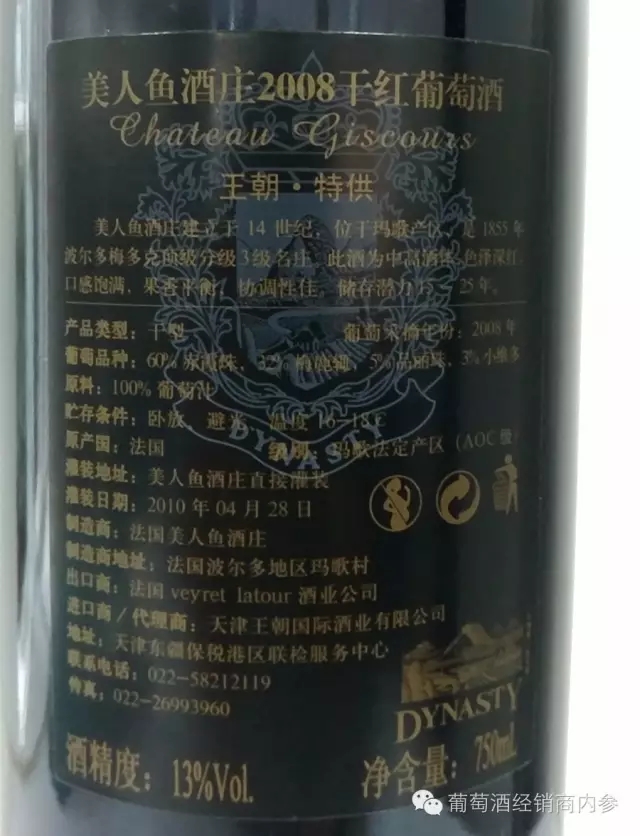 美人鱼酒庄2008干红葡萄酒
Chateau Giscours
王朝·特供
美人鱼酒庄建立于14世纪，位于玛歌产区，是1855年
波尔多梅多克顶级分级3级名庄。此酒为中高酒体，色泽深红，
口感饱满，果香平衡，协调性佳，储存潜力15－25年。
产品类型：干型 葡萄采摘年份：2008年
葡萄品种：60%赤霞珠，32%梅鹿辄，5%品丽珠，3%小维多
原料：100%葡萄汁
贮存条件：卧放，避光，温度16-18℃
原产国：法国 级别：玛歌法定产区（AOC级）
灌装地址：美人鱼酒庄直接灌装
灌装日期：2010年04月28日
制造商：法国美人鱼酒庄
制造商地址：法国波尔多地区玛歌村
出口商：法国veyret latour酒业公司
进口商/代理商：天津王朝国际酒业有限公司
地址：天津东疆保税港区联检服务中心
联系电话：022-58212119
传真：022-26993960
DYNASTY
DYNASTY
酒精度：13%Vol. 净含量：750mL
葡萄酒经销商内参